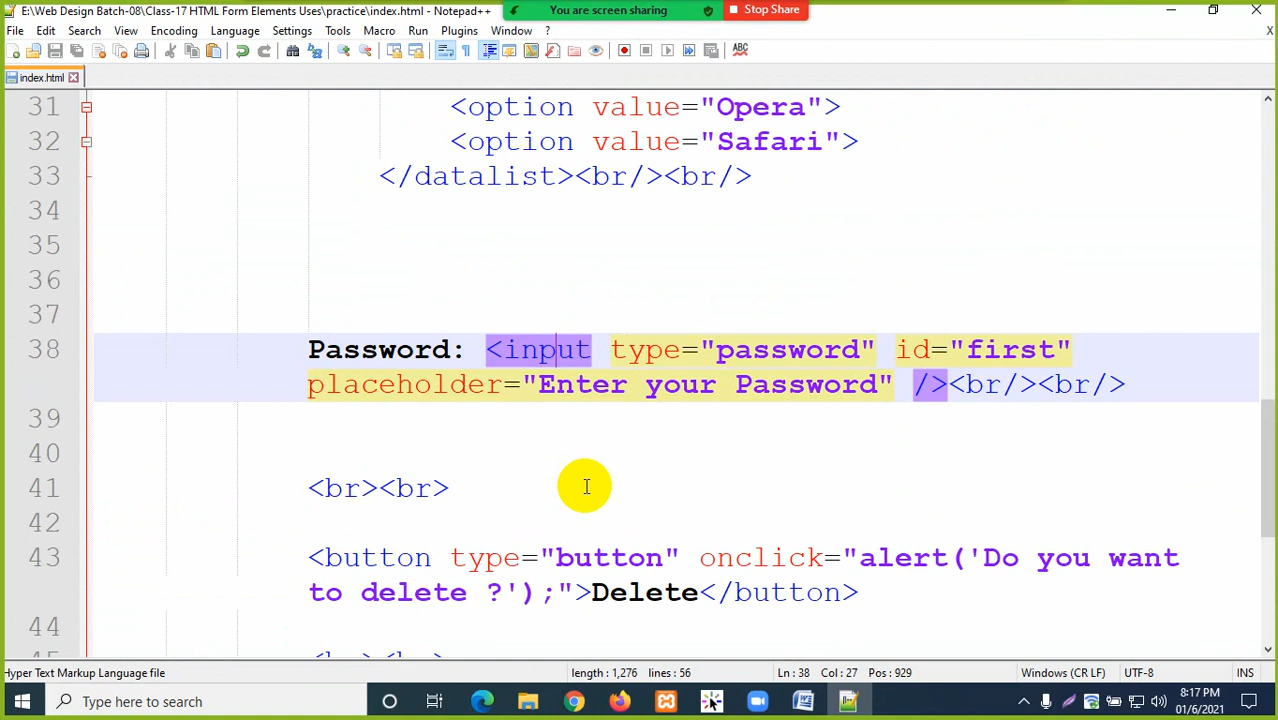 E:\Web Design Batch-08\Class-17 HTML Form Elements Uses\practice\index.html - Notepad++
You are screen sharing
Stop Share
File Edit Search View Encoding Language Settings Tools Macro Run Plugins Window ?
X
ABC
index.html
31 <option value="Opera">
32 <option value="Safari">
33 </datalist><br/><br/>
34
35
36
37
38 Password: <input type="password" id="first"
placeholder="Enter your Password" /><br/><br/>
39
40
41 <br><br>
42
43 <button type="button" onclick="alert('Do you want
to delete ?');">Delete</button>
44
45 <br><br>
Hyper Text Markup Language file length : 1,276 lines : 56 Ln : 38 Col : 27 Pos : 929 Windows (CR LF) UTF-8 INS
Type here to search
8:17 PM
01/6/2021